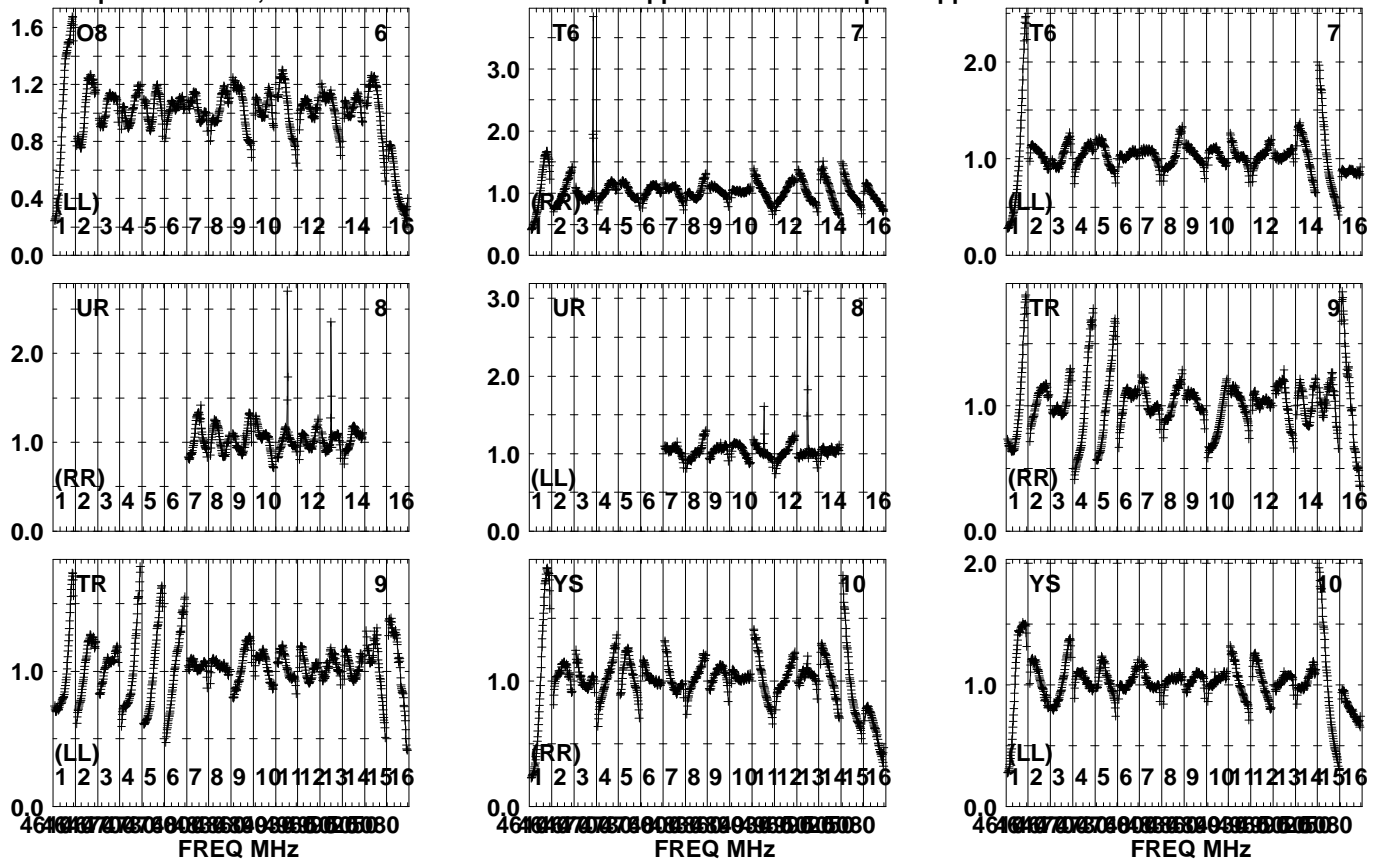 1.6 O8 6
1.2
0.8
0.4
(LL)
1 2 3 4 5 6 7 8 9 10 12 14 16
0.0
T6 7
3.0
2.0
1.0
(RR)
1 2 3 4 5 6 7 8 9 10 12 14
0.0
T6 7
2.0
1.0
(LL)
1 2 3 4 5 6 7 8 9 10 12 14 16
0.0
UR 8
2.0
1.0
(RR)
1 2 3 4 5 6 7 8 9 10 12 14 16
0.0
UR 8
3.0
2.0
1.0
(LL)
1 2 3 4 5 6 7 8 9 10 12 14 16
0.0
TR 9
1.0
(RR)
1 2 3 4 5 6 7 8 9 10 12 14 16
0.0
TR 9
1.0
(LL)
1 2 3 4 5 6 7 8 9 10 11 12 13 14 15 16
0.0
FREQ MHz
YS 10
1.0
(RR)
1 2 3 4 5 6 7 8 9 10 11 12 13 14 15 16
0.0
FREQ MHz
YS 10
2.0
1.0
(LL)
1 2 3 4 5 6 7 8 9 10 11 12 13 14 15 16
0.0
FREQ MHz